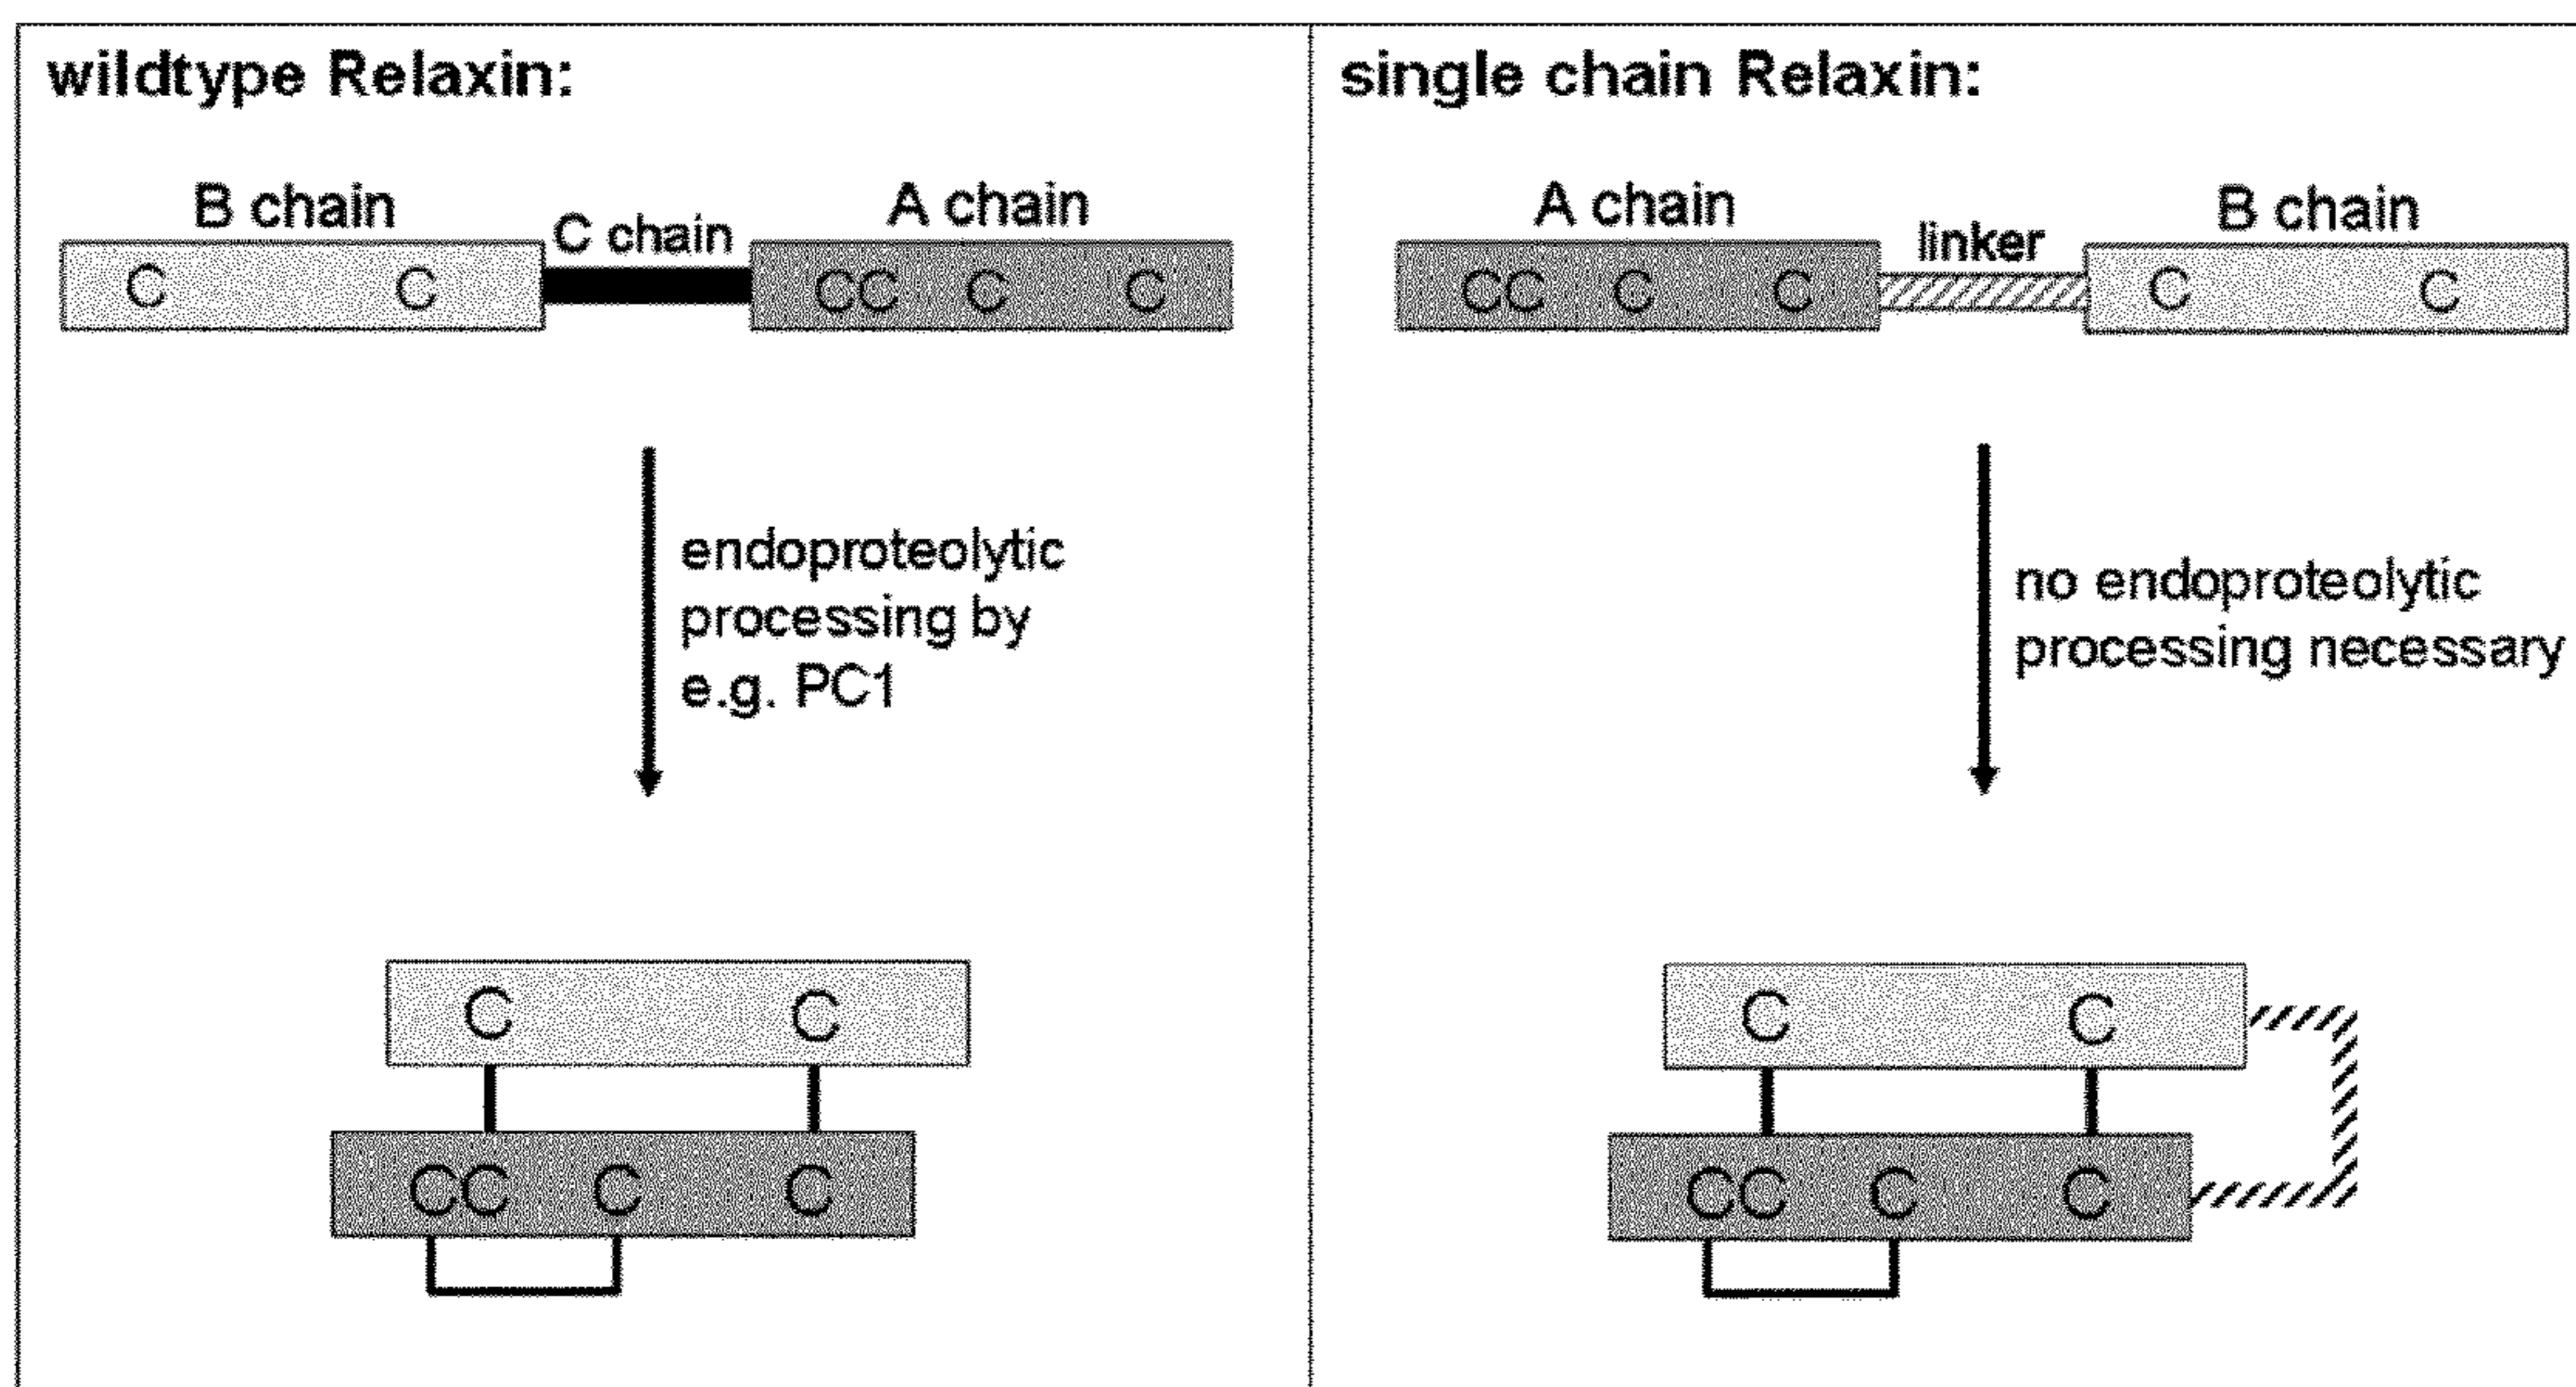 wildtype Relaxin:
B chain
C chain
A chain
C C
CC C C
endoproteolytic
processing by
e.g. PC1
C C
CC C C
single chain Relaxin:
A chain
linker
B chain
CC C C
C C
no endoproteolytic
processing necessary
C C
CC C C